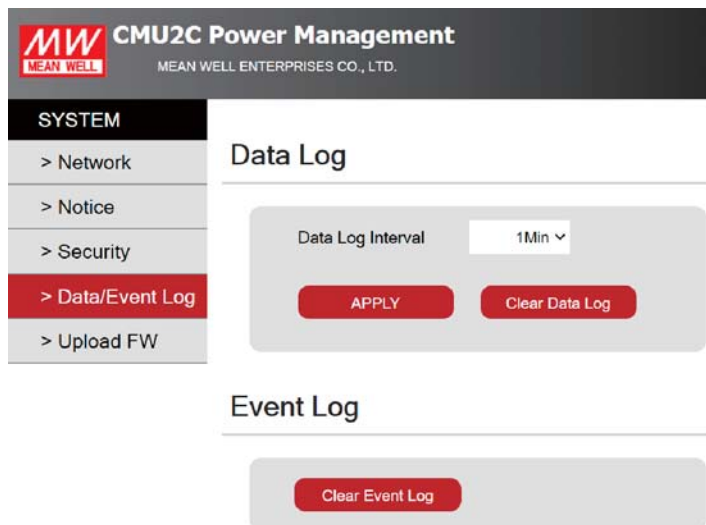 MW
MEAN WELL
CMU2C Power Management
MEAN WELL ENTERPRISES CO., LTD.
SYSTEM
> Network
> Notice
> Security
> Data/Event Log
> Upload FW
Data Log
Data Log Interval 1Min
APPLY Clear Data Log
Event Log
Clear Event Log